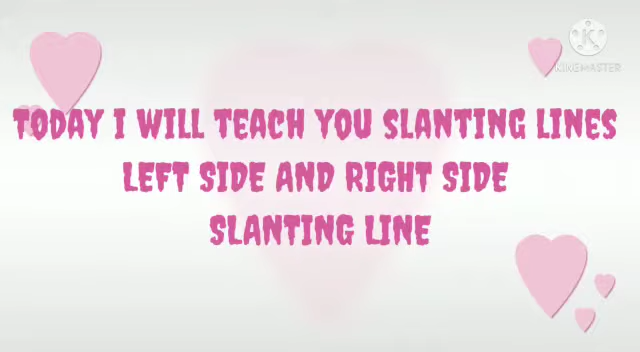 KINEMASTER
TODAY I WILL TEACH YOU SLANTING LINES
LEFT SIDE AND RIGHT SIDE
SLANTING LINE